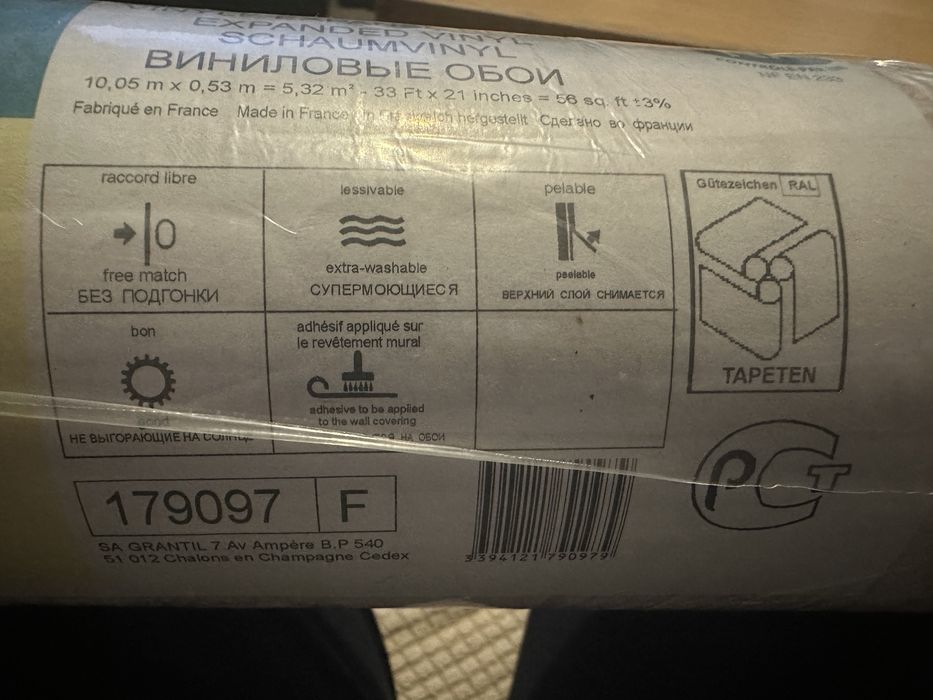 EXPANDED VINYL
SCHAUMVINYL
ВИНИЛОВЫЕ ОБОИ
10,05 m x 0,53 m = 5,32 m² - 33 Ft x 21 inches = 56 sq. ft ±3%
Fabriqué en France Made in France hergestellt Сделано во франции
raccord libre
0
free match
БЕЗ ПОДГОНКИ
lessivable
extra-washable
СУПЕРМОЮЩИЕСЯ
pelable
peelable
ВЕРХНИЙ СЛОЙ СНИМАЕТСЯ
bon
good
НЕ ВЫГОРАЮЩИЕ НА СОЛНЦЕ
adhésif appliqué sur
le revêtement mural
adhesive to be applied
to the wall covering
НА ОБОИ
Gütezeichen RAL
TAPETEN
179097 F
SA GRANTIL 7 Av Ampère B.P 540
51 012 Chalons en Champagne Cedex
3394121790979
РСТ